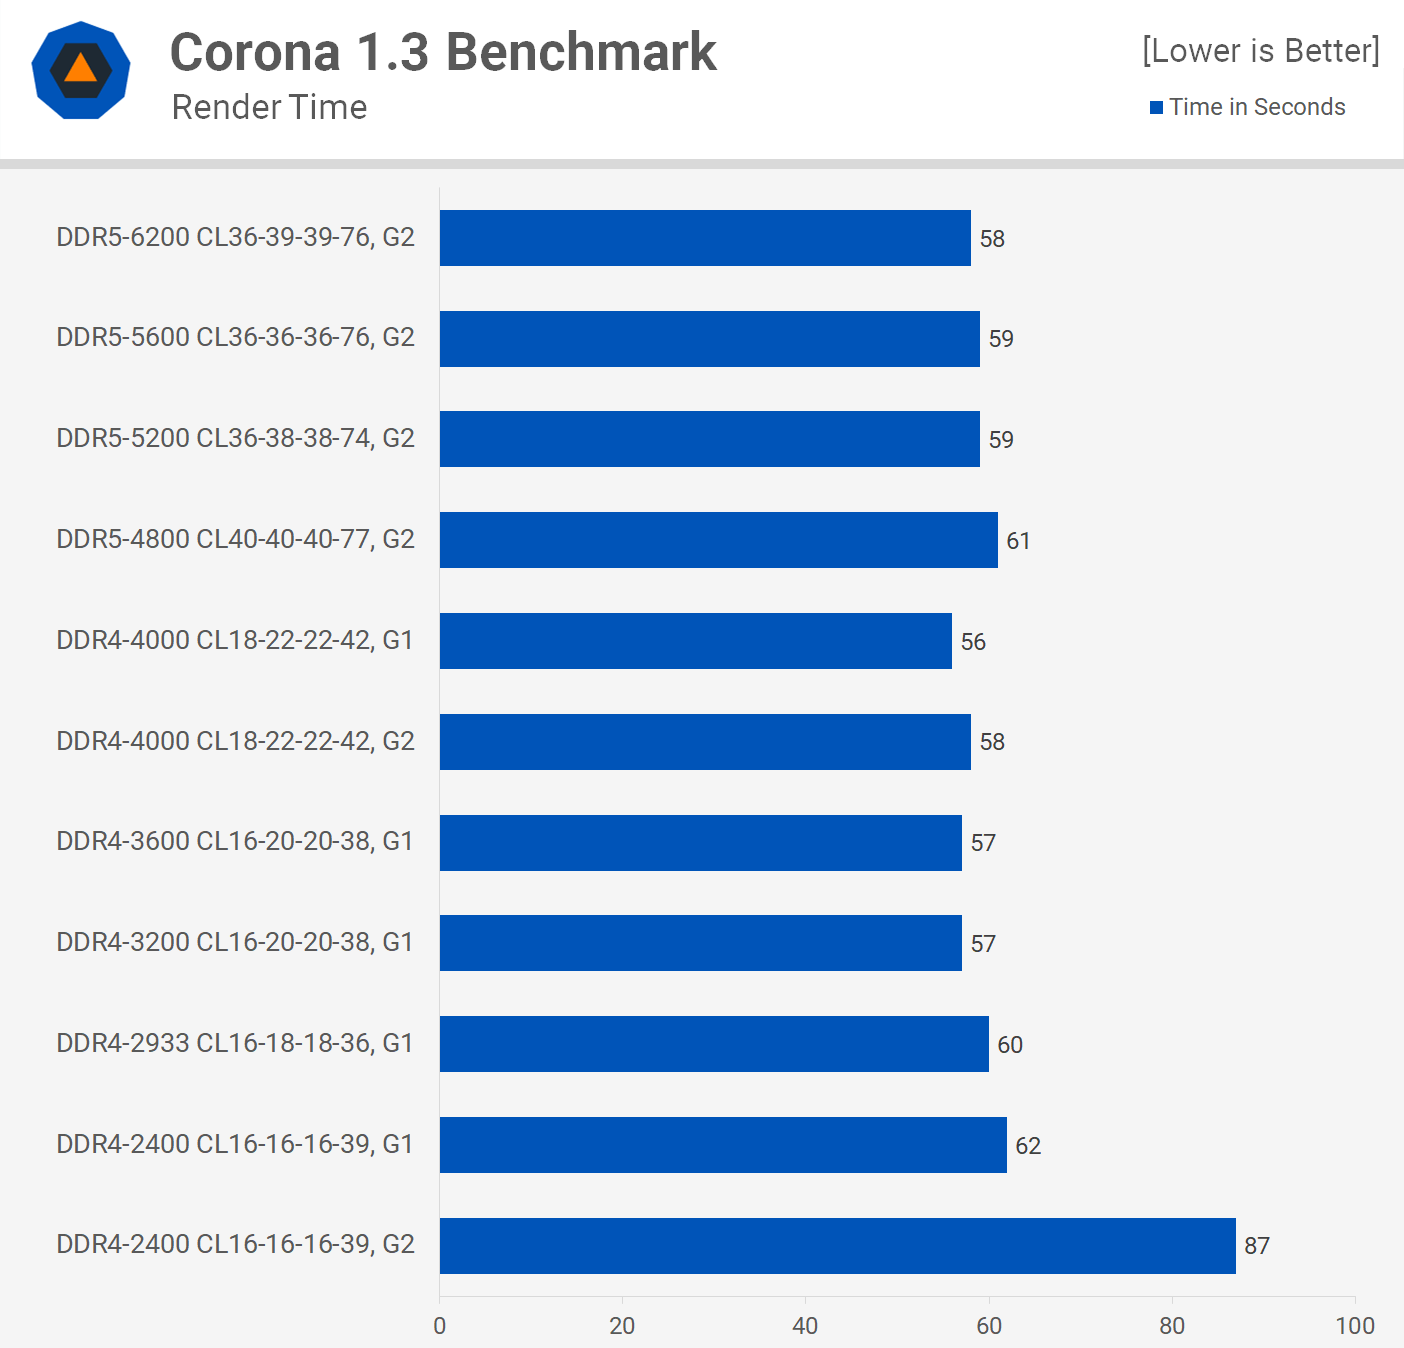 Corona 1.3 Benchmark
[Lower is Better]
Render Time
Time in Seconds
DDR5-6200 CL36-39-39-76, G2 58
DDR5-5600 CL36-36-36-76, G2 59
DDR5-5200 CL36-38-38-74, G2 59
DDR5-4800 CL40-40-40-77, G2 61
DDR4-4000 CL18-22-22-42, G1 56
DDR4-4000 CL18-22-22-42, G2 58
DDR4-3600 CL16-20-20-38, G1 57
DDR4-3200 CL16-20-20-38, G1 57
DDR4-2933 CL16-18-18-36, G1 60
DDR4-2400 CL16-16-16-39, G1 62
DDR4-2400 CL16-16-16-39, G2 87
0 20 40 60 80 100